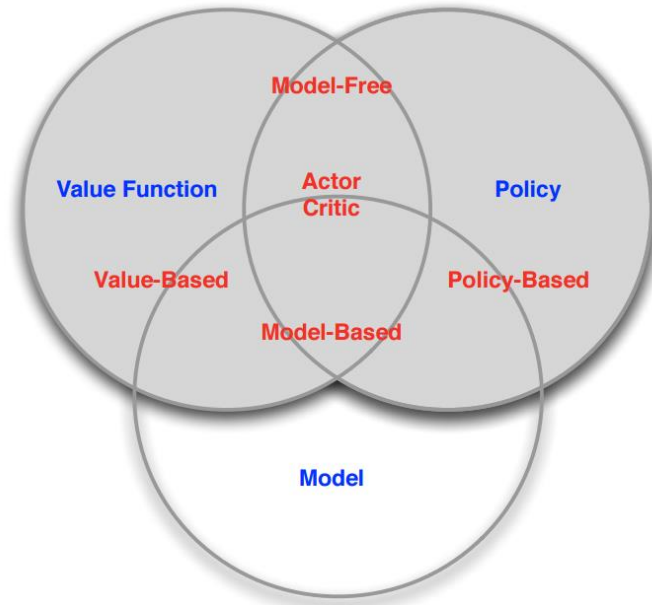 Model-Free
Actor
Critic
Value Function
Policy
Value-Based
Policy-Based
Model-Based
Model